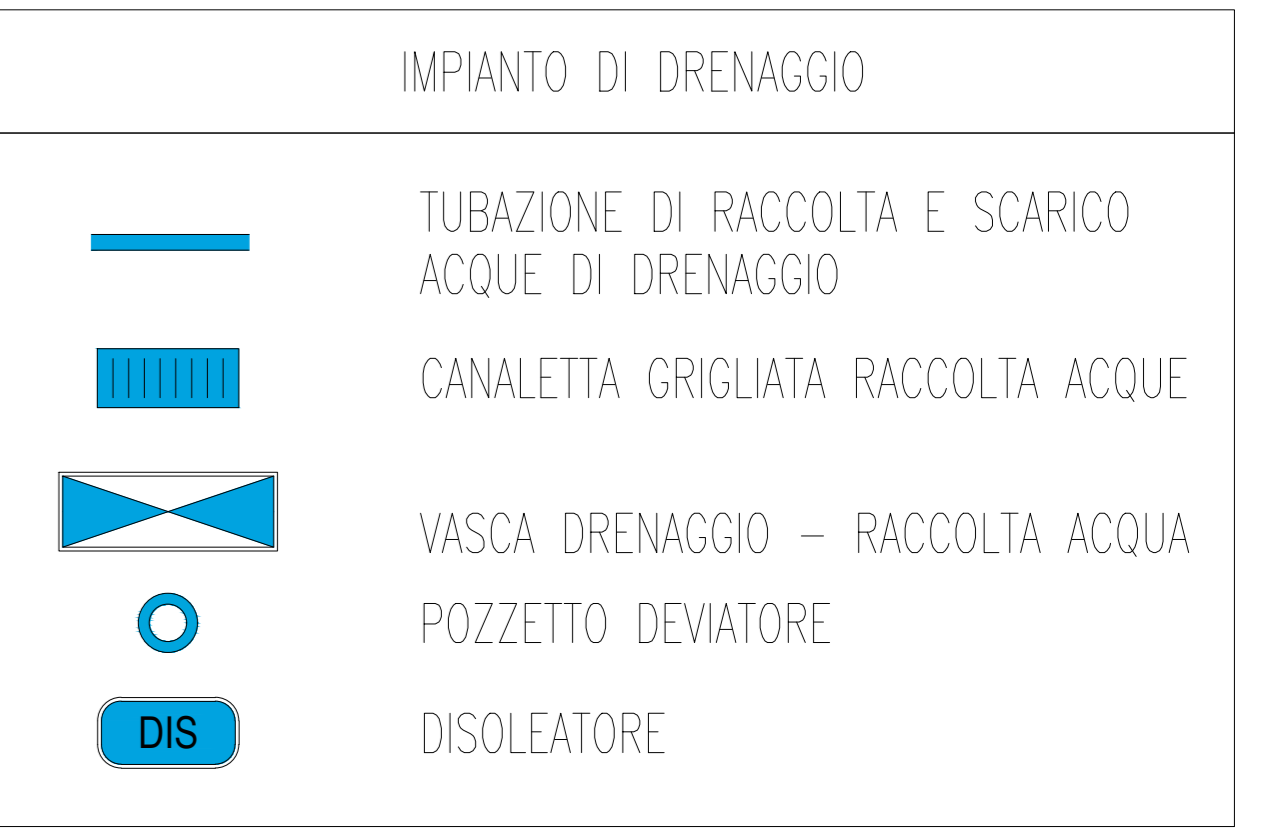 IMPIANTO DI DRENAGGIO
TUBAZIONE DI RACCOLTA E SCARICO
ACQUE DI DRENAGGIO
CANALETTA GRIGLIATA RACCOLTA ACQUE
VASCA DRENAGGIO – RACCOLTA ACQUA
POZZETTO DEVIATORE
DIS DISOLEATORE